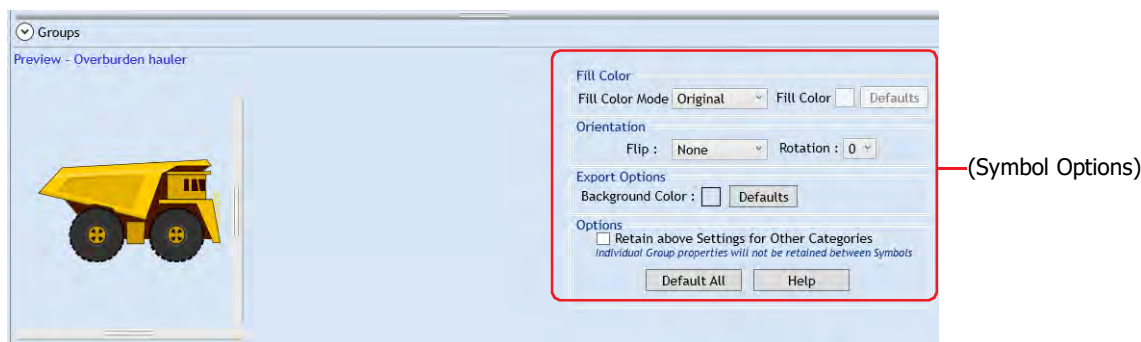 Groups
Preview - Overburden hauler
Fill Color
Fill Color Mode Original Fill Color Defaults
Orientation
Flip : None Rotation : 0
Export Options
Background Color : Defaults
Options
Retain above Settings for Other Categories
Individual Group properties will not be retained between Symbols
Default All Help
(Symbol Options)